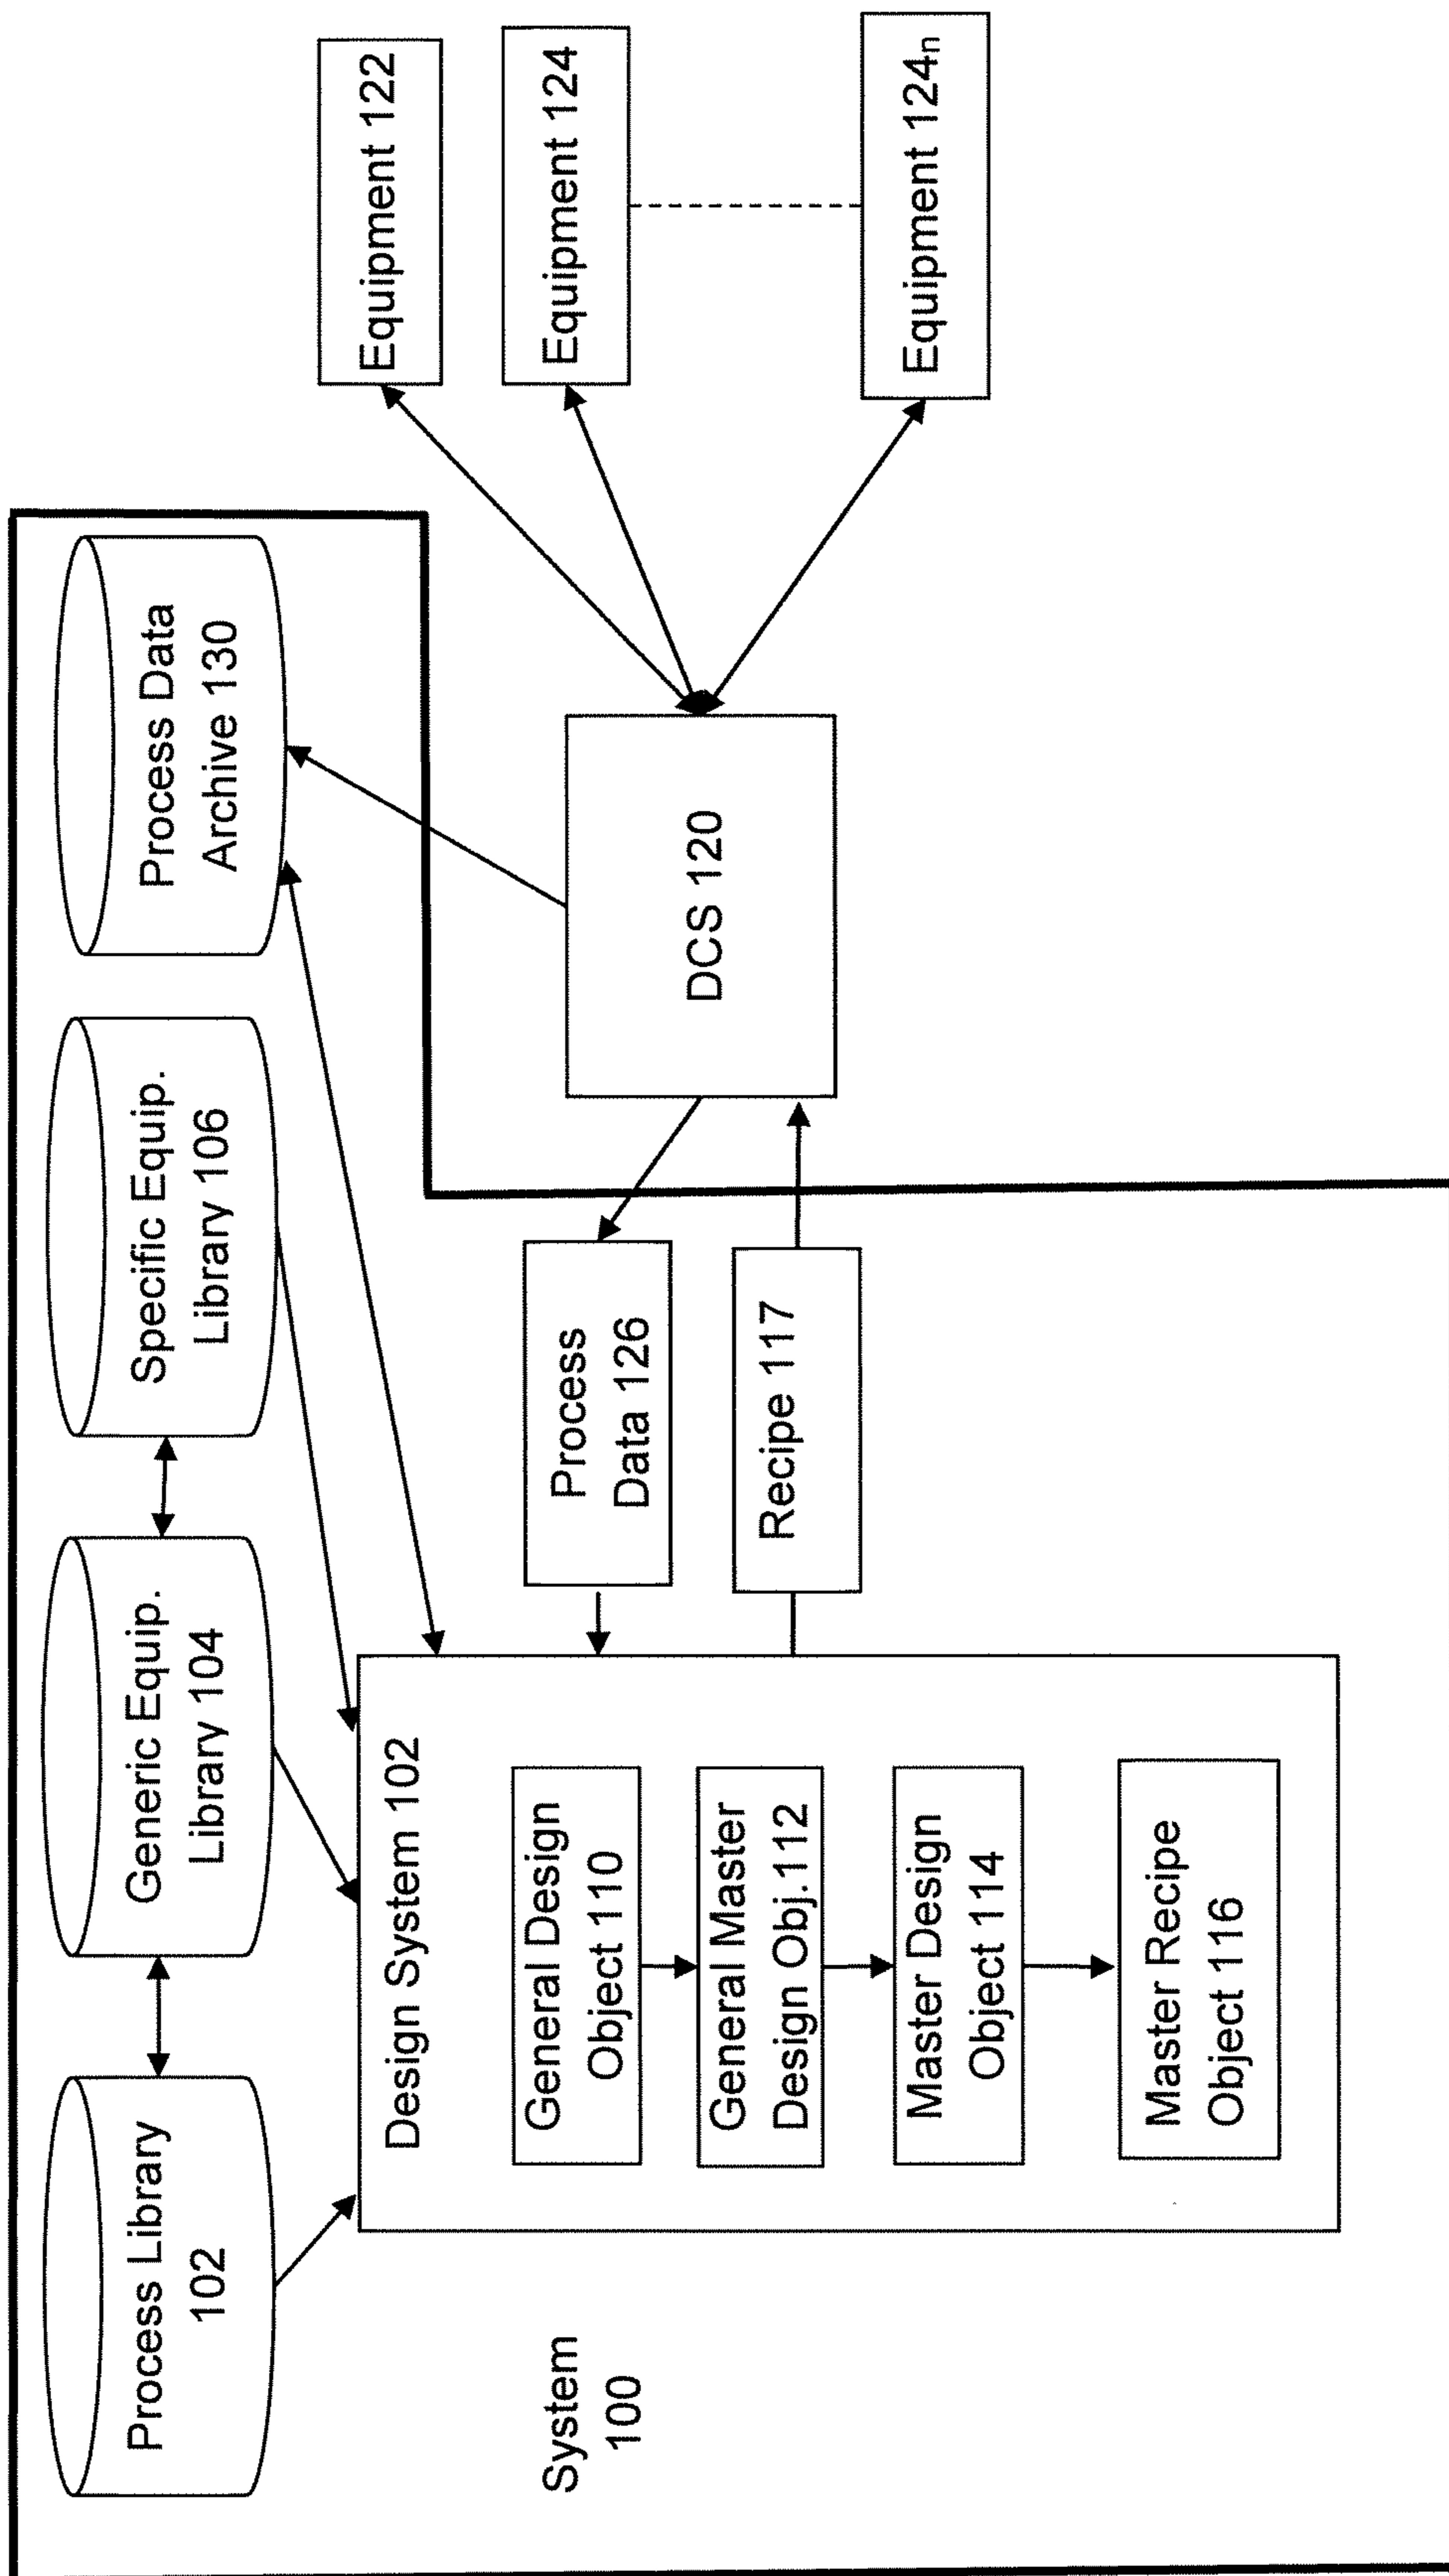 Process Library
102
Generic Equip.
Library 104
Specific Equip.
Library 106
Process Data
Archive 130
System
100
Design System 102
General Design
Object 110
General Master
Design Obj.112
Master Design
Object 114
Master Recipe
Object 116
Process
Data 126
Recipe 117
DCS 120
Equipment 122
Equipment 124
Equipment 124n